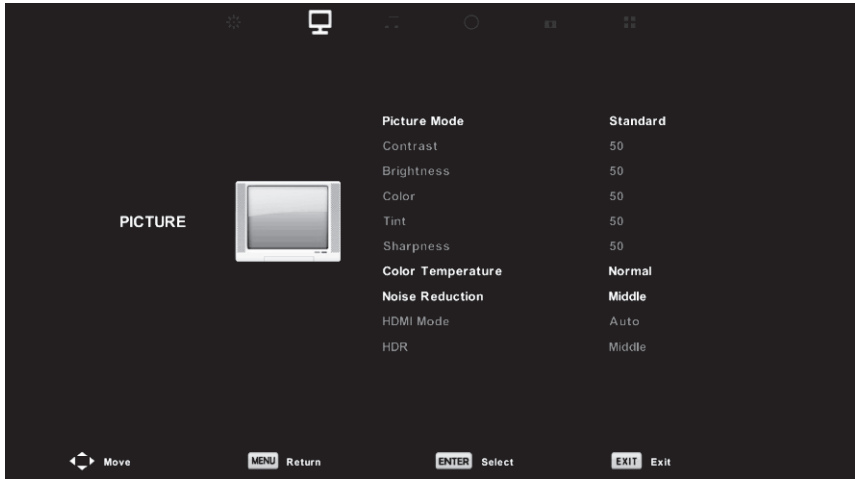 Picture Mode Standard
Contrast 50
Brightness 50
Color 50
Tint 50
PICTURE
Sharpness 50
Color Temperature Normal
Noise Reduction Middle
HDMI Mode Auto
HDR Middle
Move MENU Return ENTER Select EXIT Exit